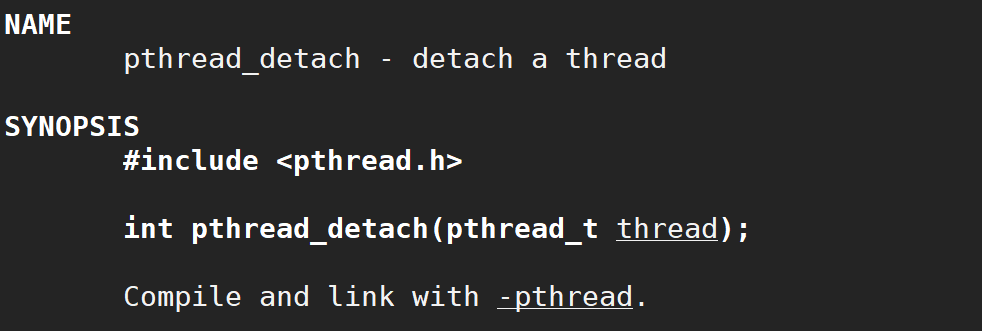 NAME
pthread_detach - detach a thread
SYNOPSIS
#include <pthread.h>
int pthread_detach(pthread_t thread);
Compile and link with -pthread.